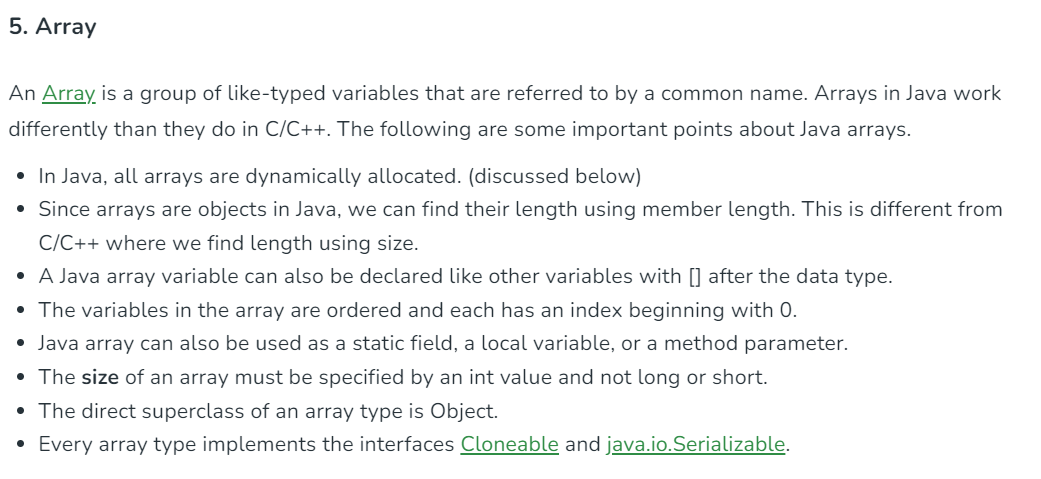 5. Array
An Array is a group of like-typed variables that are referred to by a common name. Arrays in Java work
differently than they do in C/C++. The following are some important points about Java arrays.
• In Java, all arrays are dynamically allocated. (discussed below)
• Since arrays are objects in Java, we can find their length using member length. This is different from
C/C++ where we find length using size.
• A Java array variable can also be declared like other variables with [] after the data type.
• The variables in the array are ordered and each has an index beginning with 0.
• Java array can also be used as a static field, a local variable, or a method parameter.
• The size of an array must be specified by an int value and not long or short.
• The direct superclass of an array type is Object.
• Every array type implements the interfaces Cloneable and java.io.Serializable.